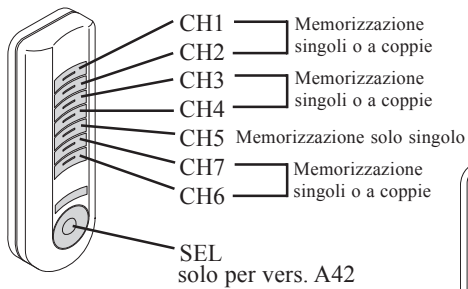 CH1
CH2
Memorizzazione
singoli o a coppie
CH3
CH4
Memorizzazione
singoli o a coppie
CH5 Memorizzazione solo singolo
CH7
CH6
Memorizzazione
singoli o a coppie
SEL
solo per vers. A42